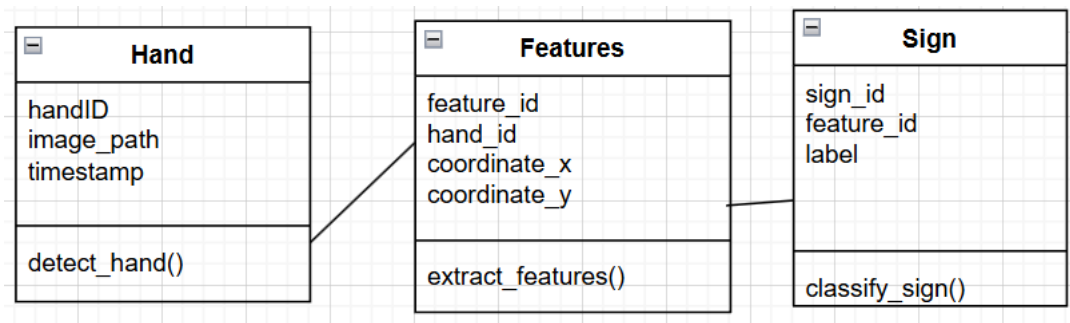 Hand
handID
image_path
timestamp
detect_hand()
Features
feature_id
hand_id
coordinate_x
coordinate_y
extract_features()
Sign
sign_id
feature_id
label
classify_sign()